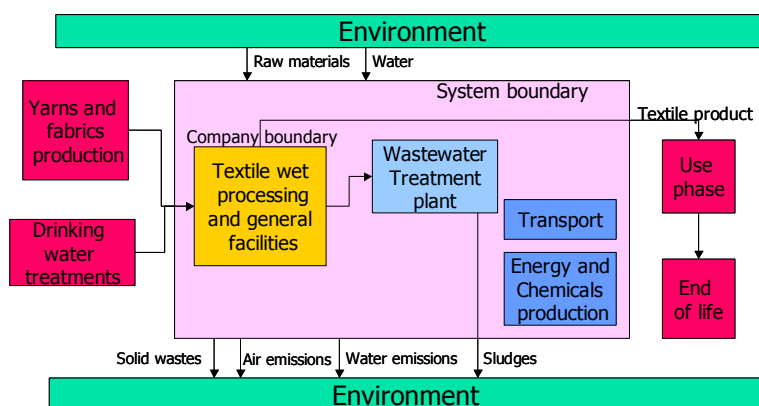 Environment
Raw materials
Water
System boundary
Yarns and
fabrics
production
Company boundary
Textile wet
processing
and general
facilities
Wastewater
Treatment
plant
Textile product
Use
phase
Drinking
water
treatments
Transport
Energy and
Chemicals
production
End
of life
Solid wastes
Air emissions
Water emissions
Sludges
Environment